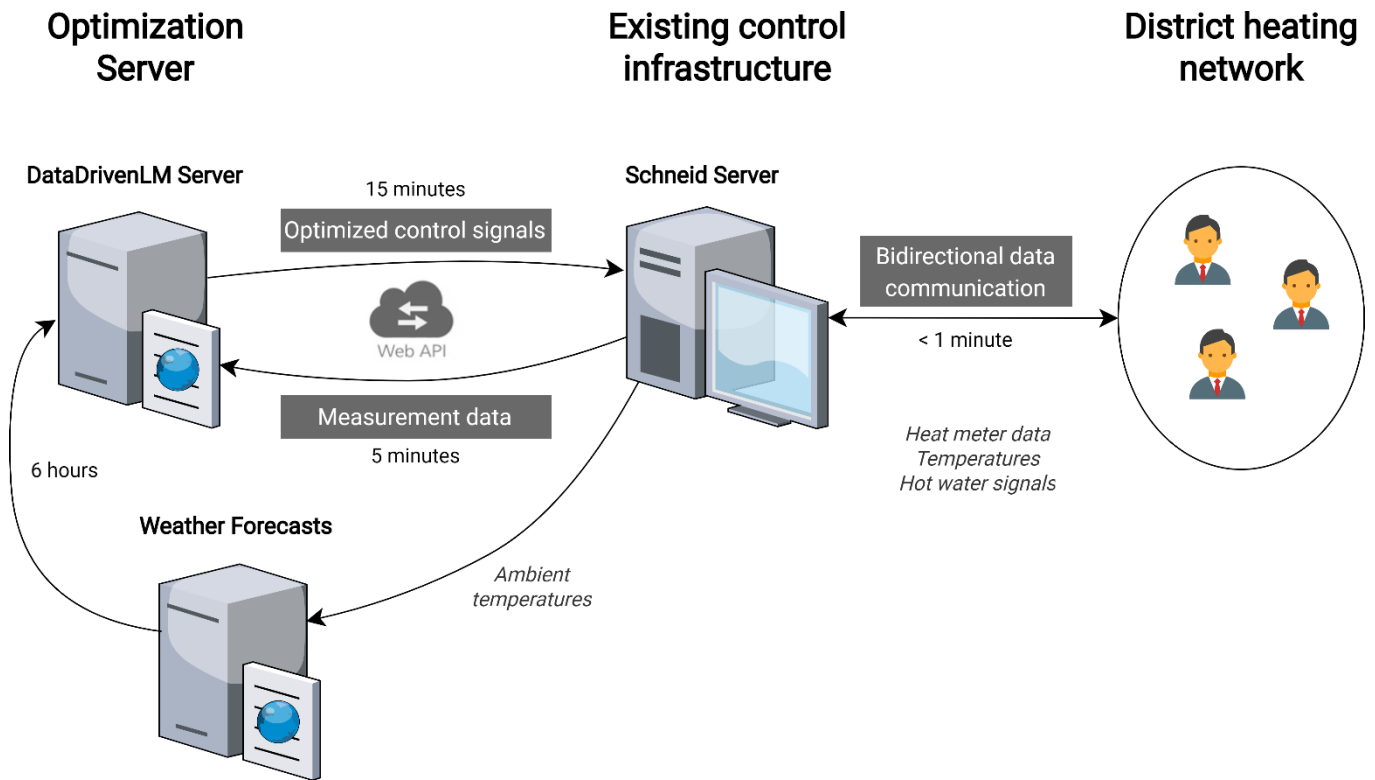 Optimization
Server
Existing control
infrastructure
District heating
network
DataDrivenLM Server
15 minutes
Optimized control signals
Web API
Measurement data
5 minutes
Schneid Server
Bidirectional data
communication
< 1 minute
Heat meter data
Temperatures
Hot water signals
6 hours
Weather Forecasts
Ambient
temperatures